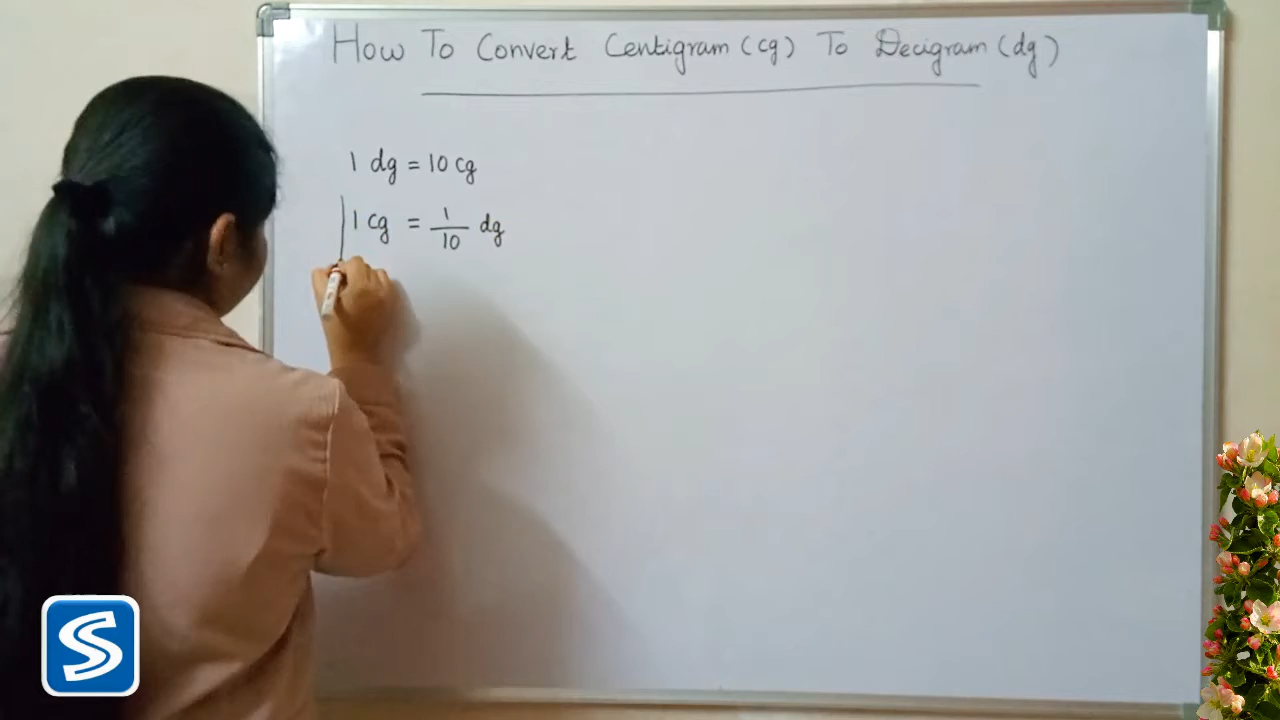 How To Convert Centigram (cg) To Decigram (dg)
1 dg = 10 cg
1 cg = 1/10 dg